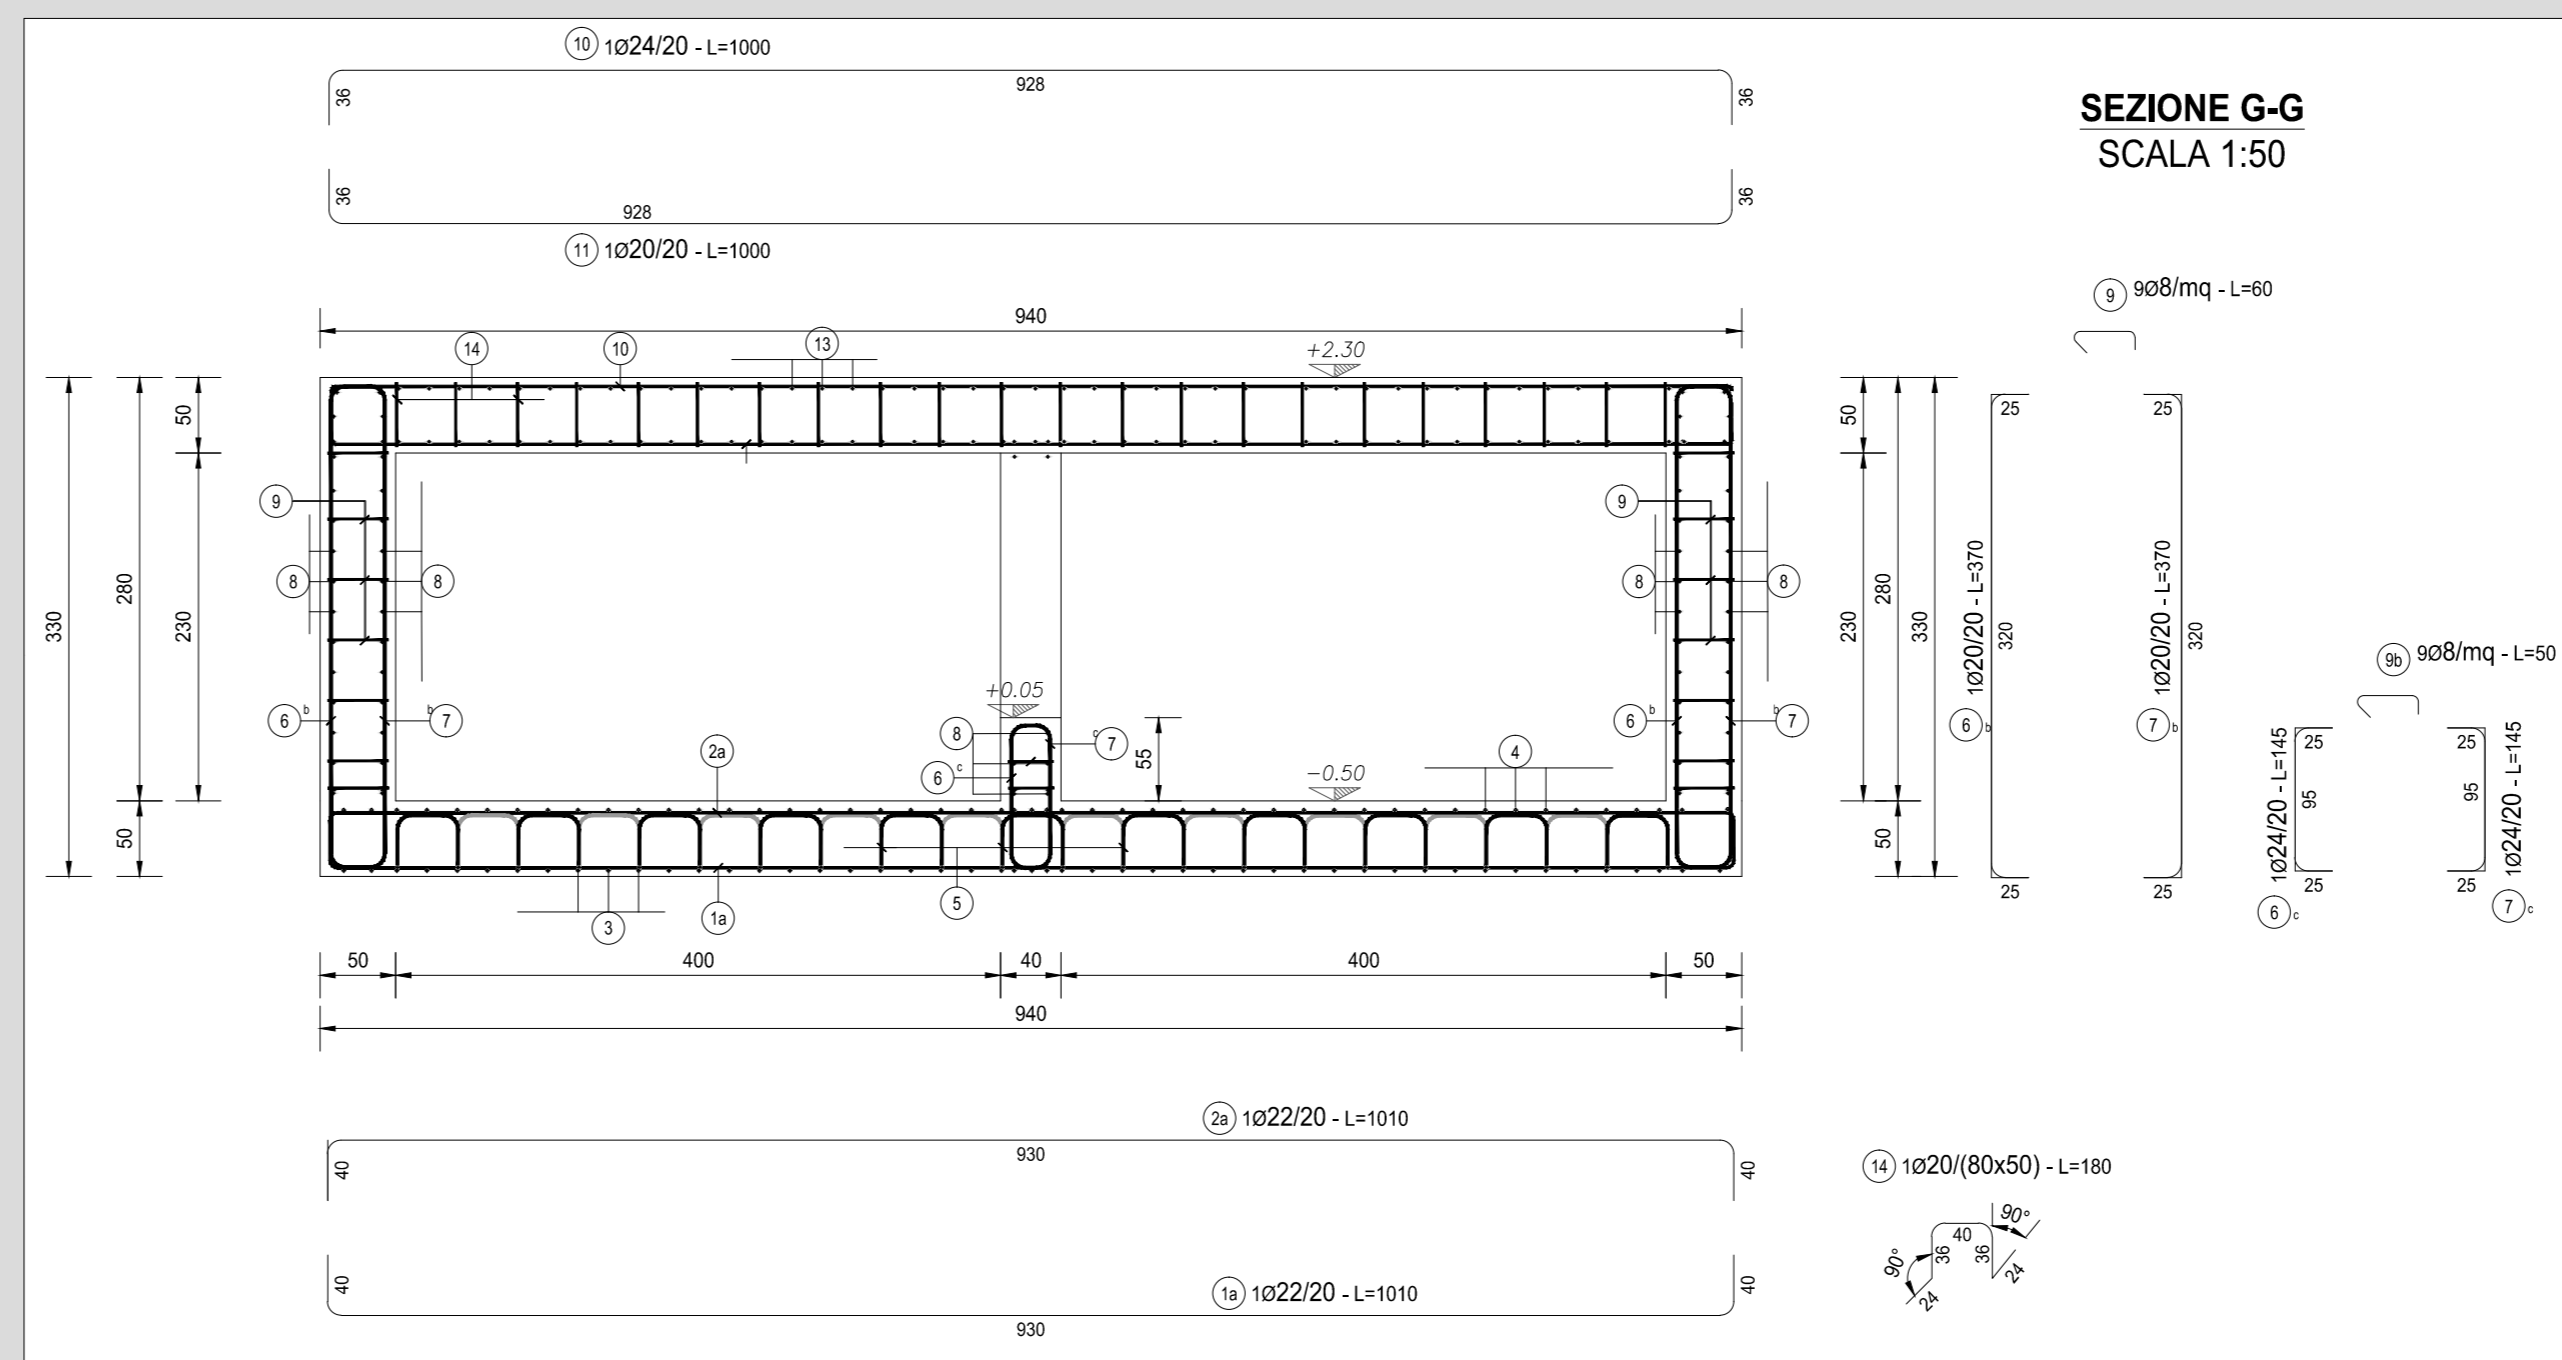 10 1Ø24/20 - L=1000
928
36
36
SEZIONE G-G
SCALA 1:50
36
36
928
11 1Ø20/20 - L=1000
9 9Ø8/mq - L=60
940
14
10
13
+2.30
50
50
25
25
9
9
8
8
8
8
330
280
230
230
280
330
1Ø20/20 - L=370
320
1Ø20/20 - L=370
320
9b 9Ø8/mq - L=50
+0.05
6 b
b 7
6 b
b 7
6 b
7 b
8
c 7
6 c
2a
55
4
-0.50
50
50
25
25
25
25
1Ø24/20 - L=145
95
95
1Ø24/20 - L=145
25
25
6 c
7 c
3
1a
5
50
400
40
400
50
940
2a 1Ø22/20 - L=1010
930
40
40
14 1Ø20/(80x50) - L=180
90°
40
36
36
90°
24
24
40
40
1a 1Ø22/20 - L=1010
930